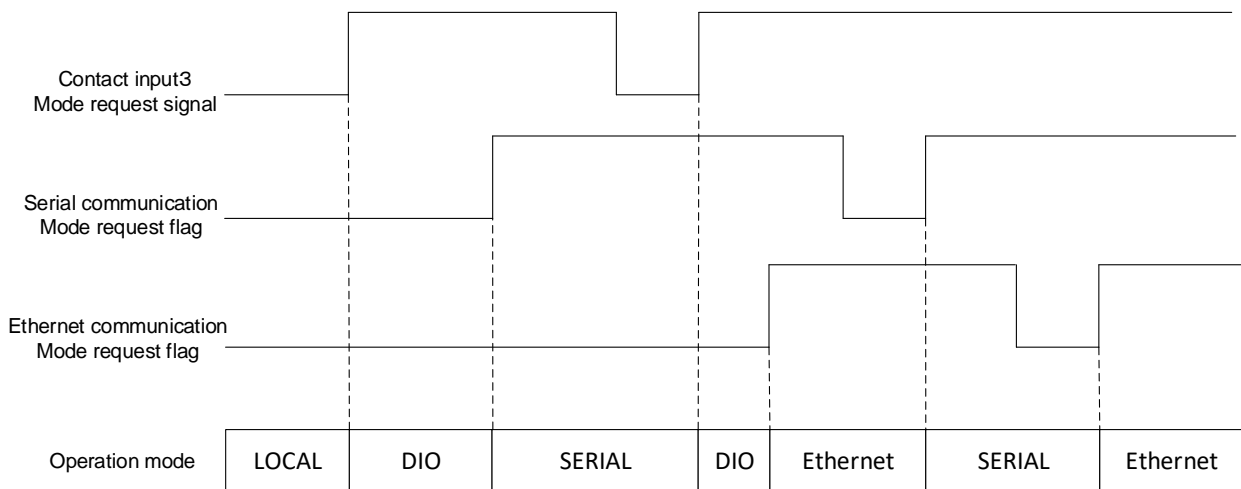 Contact input3
Mode request signal
Serial communication
Mode request flag
Ethernet communication
Mode request flag
Operation mode
LOCAL
DIO
SERIAL
DIO
Ethernet
SERIAL
Ethernet